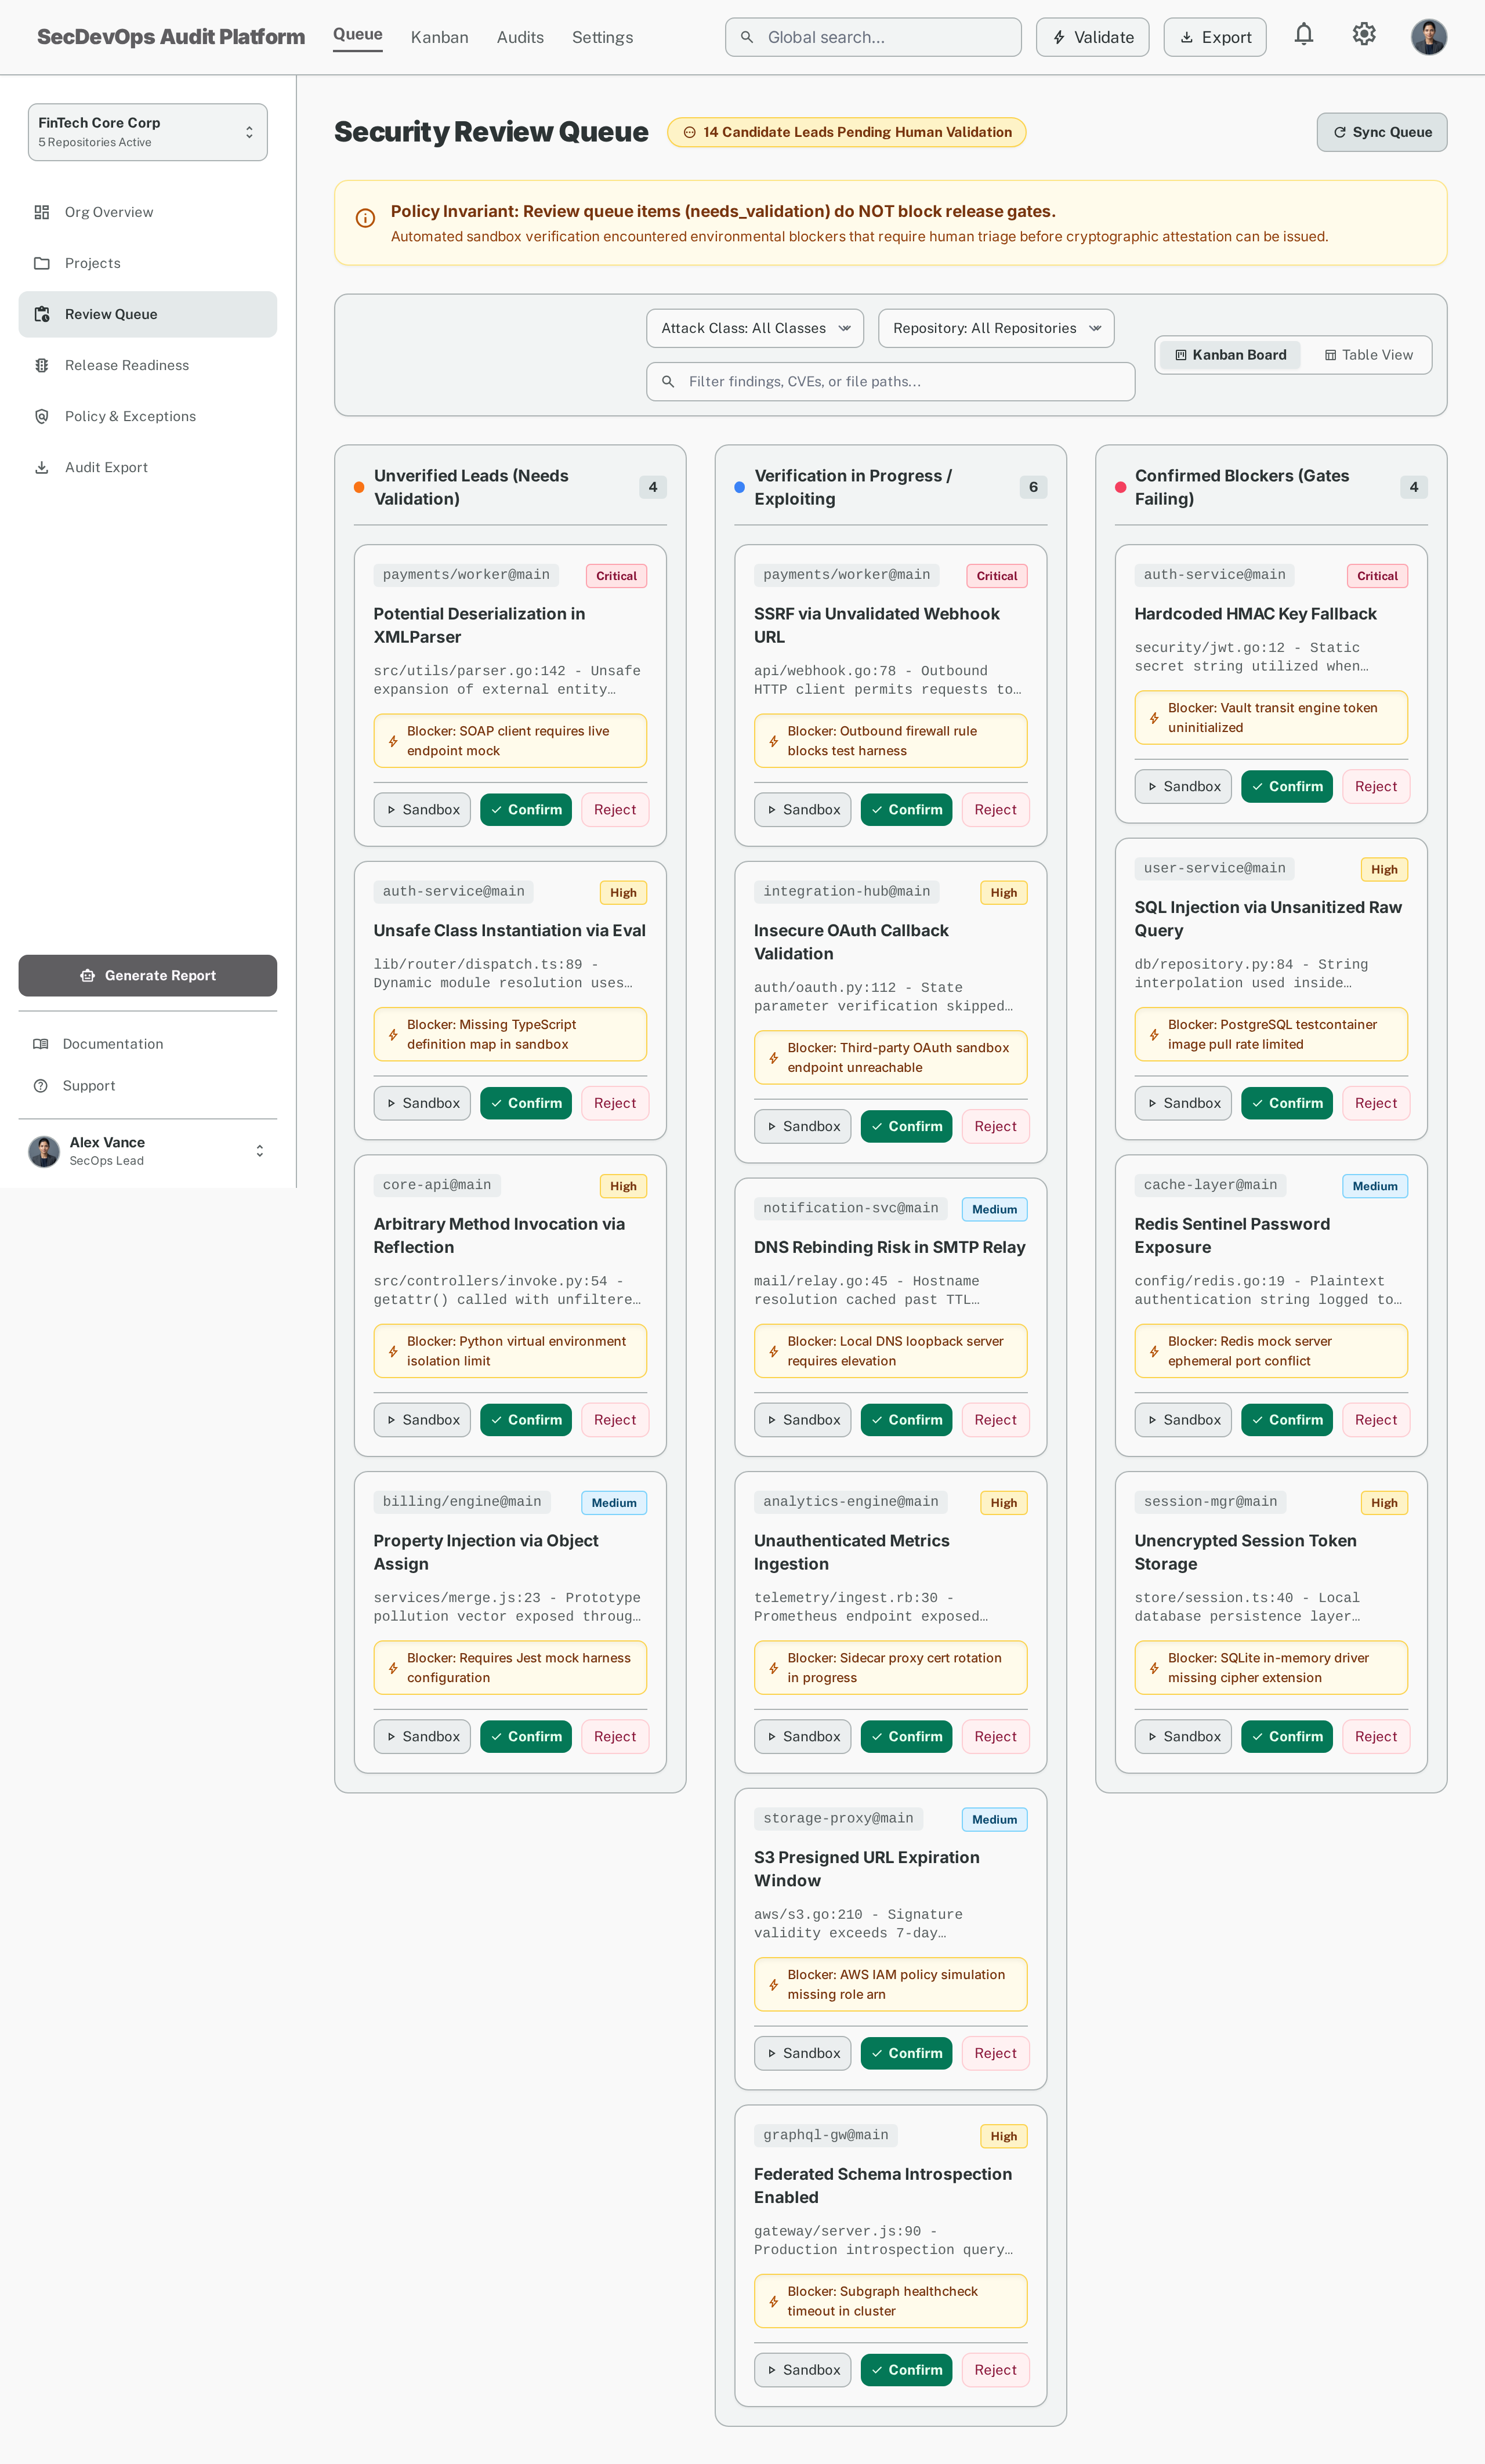 SecDevOps Audit Platform
Queue
Kanban
Audits
Settings
Global search...
Validate
Export
FinTech Core Corp
5 Repositories Active
Org Overview
Projects
Review Queue
Release Readiness
Policy & Exceptions
Audit Export
Generate Report
Documentation
Support
Alex Vance
SecOps Lead
Security Review Queue
14 Candidate Leads Pending Human Validation
Sync Queue
Policy Invariant: Review queue items (needs_validation) do NOT block release gates.
Automated sandbox verification encountered environmental blockers that require human triage before cryptographic attestation can be issued.
Attack Class: All Classes
Repository: All Repositories
Filter findings, CVEs, or file paths...
Kanban Board
Table View
Unverified Leads (Needs
Validation)
4
payments/worker@main
Critical
Potential Deserialization in
XMLParser
src/utils/parser.go:142 - Unsafe
expansion of external entity…
Blocker: SOAP client requires live
endpoint mock
Sandbox
Confirm
Reject
auth-service@main
High
Unsafe Class Instantiation via Eval
lib/router/dispatch.ts:89 -
Dynamic module resolution uses…
Blocker: Missing TypeScript
definition map in sandbox
Sandbox
Confirm
Reject
core-api@main
High
Arbitrary Method Invocation via
Reflection
src/controllers/invoke.py:54 -
getattr() called with unfiltere…
Blocker: Python virtual environment
isolation limit
Sandbox
Confirm
Reject
billing/engine@main
Medium
Property Injection via Object
Assign
services/merge.js:23 - Prototype
pollution vector exposed throug…
Blocker: Requires Jest mock harness
configuration
Sandbox
Confirm
Reject
Verification in Progress /
Exploiting
6
payments/worker@main
Critical
SSRF via Unvalidated Webhook
URL
api/webhook.go:78 - Outbound
HTTP client permits requests to…
Blocker: Outbound firewall rule
blocks test harness
Sandbox
Confirm
Reject
integration-hub@main
High
Insecure OAuth Callback
Validation
auth/oauth.py:112 - State
parameter verification skipped…
Blocker: Third-party OAuth sandbox
endpoint unreachable
Sandbox
Confirm
Reject
notification-svc@main
Medium
DNS Rebinding Risk in SMTP Relay
mail/relay.go:45 - Hostname
resolution cached past TTL…
Blocker: Local DNS loopback server
requires elevation
Sandbox
Confirm
Reject
analytics-engine@main
High
Unauthenticated Metrics
Ingestion
telemetry/ingest.rb:30 -
Prometheus endpoint exposed…
Blocker: Sidecar proxy cert rotation
in progress
Sandbox
Confirm
Reject
storage-proxy@main
Medium
S3 Presigned URL Expiration
Window
aws/s3.go:210 - Signature
validity exceeds 7-day…
Blocker: AWS IAM policy simulation
missing role arn
Sandbox
Confirm
Reject
graphql-gw@main
High
Federated Schema Introspection
Enabled
gateway/server.js:90 -
Production introspection query…
Blocker: Subgraph healthcheck
timeout in cluster
Sandbox
Confirm
Reject
Confirmed Blockers (Gates
Failing)
4
auth-service@main
Critical
Hardcoded HMAC Key Fallback
security/jwt.go:12 - Static
secret string utilized when…
Blocker: Vault transit engine token
uninitialized
Sandbox
Confirm
Reject
user-service@main
High
SQL Injection via Unsanitized Raw
Query
db/repository.py:84 - String
interpolation used inside…
Blocker: PostgreSQL testcontainer
image pull rate limited
Sandbox
Confirm
Reject
cache-layer@main
Medium
Redis Sentinel Password
Exposure
config/redis.go:19 - Plaintext
authentication string logged to…
Blocker: Redis mock server
ephemeral port conflict
Sandbox
Confirm
Reject
session-mgr@main
High
Unencrypted Session Token
Storage
store/session.ts:40 - Local
database persistence layer…
Blocker: SQLite in-memory driver
missing cipher extension
Sandbox
Confirm
Reject